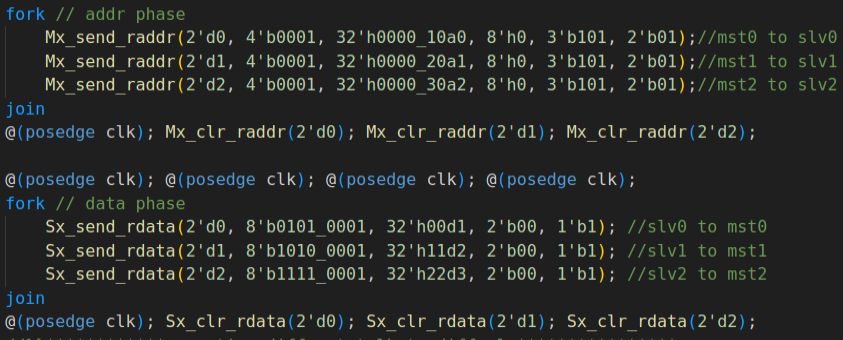 fork // addr phase
    Mx_send_raddr(2'd0, 4'b0001, 32'h0000_10a0, 8'h0, 3'b101, 2'b01);//mst0 to slv0
    Mx_send_raddr(2'd1, 4'b0001, 32'h0000_20a1, 8'h0, 3'b101, 2'b01);//mst1 to slv1
    Mx_send_raddr(2'd2, 4'b0001, 32'h0000_30a2, 8'h0, 3'b101, 2'b01);//mst2 to slv2
join
@(posedge clk); Mx_clr_raddr(2'd0); Mx_clr_raddr(2'd1); Mx_clr_raddr(2'd2);
@(posedge clk); @(posedge clk); @(posedge clk); @(posedge clk);
fork // data phase
    Sx_send_rdata(2'd0, 8'b0101_0001, 32'h00d1, 2'b00, 1'b1); //slv0 to mst0
    Sx_send_rdata(2'd1, 8'b1010_0001, 32'h11d2, 2'b00, 1'b1); //slv1 to mst1
    Sx_send_rdata(2'd2, 8'b1111_0001, 32'h22d3, 2'b00, 1'b1); //slv2 to mst2
join
@(posedge clk); Sx_clr_rdata(2'd0); Sx_clr_rdata(2'd1); Sx_clr_rdata(2'd2);